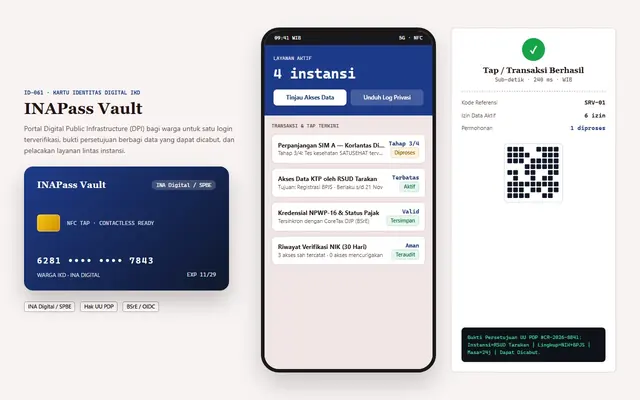 ID-061 · KARTU IDENTITAS DIGITAL IKD
INAPass Vault
Portal Digital Public Infrastructure (DPI) bagi warga untuk satu login
terverifikasi, bukti persetujuan berbagi data yang dapat dicabut, dan
pelacakan layanan lintas instansi.
INAPass Vault
INA Digital / SPBE
NFC TAP · CONTACTLESS READY
6281 •••• •••• 7843
WARGA IKD · INA DIGITAL
EXP 11/29
INA Digital / SPBE
Hak UU PDP
BSrE / OIDC
09:41 WIB
5G · NFC
LAYANAN AKTIF
4 instansi
Tinjau Akses Data
Unduh Log Privasi
TRANSAKSI & TAP TERKINI
Perpanjangan SIM A — Korlantas Di...
Tahap 3/4
Tahap 3/4 Tes kesehatan SATUSEHAT terv...
Diproses
Akses Data KTP oleh RSUD Tarakan
Terbatas
Tujuan: Registrasi BPJS · Berlaku s/d 21 Nov
Aktif
Kredensial NPWP-16 & Status Pajak
Valid
Tersinkron dengan CoreTax DJP (BSrE)
Tersimpan
Riwayat Verifikasi NIK (30 Hari)
Aman
3 akses sah tercatat · 0 akses mencurigakan
Teraudit
✓
Tap / Transaksi Berhasil
Sub-detik · 240 ms · WIB
Kode Referensi
SRV-01
Izin Data Aktif
6 izin
Permohonan
1 diproses
Bukti Persetujuan UU PDP #CR-2026-0041:
Instansi=RSUD Tarakan | Lingkup=NIK+BPJS |
Masa=24j | Dapat Dicabut.